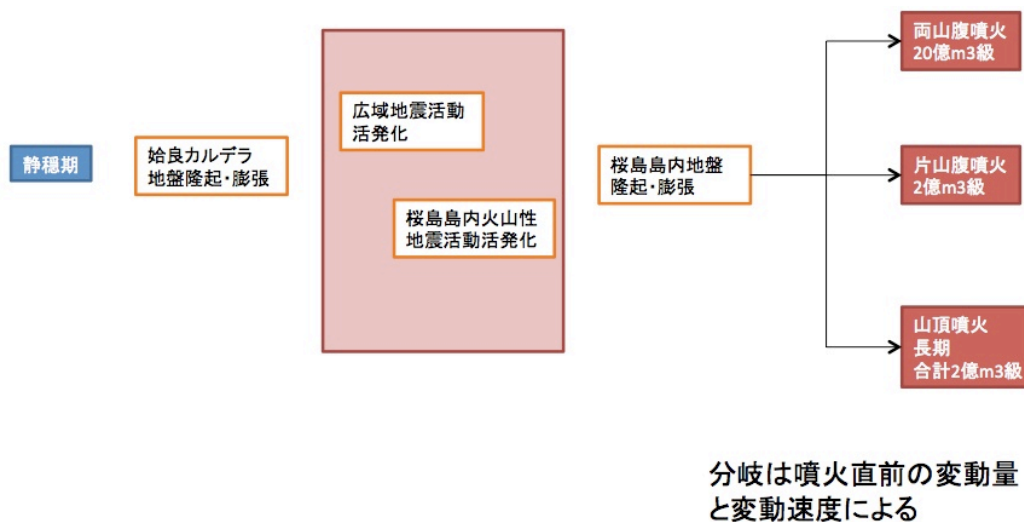 静穏期
姶良カルデラ
地盤隆起・膨張
広域地震活動
活発化
桜島島内火山性
地震活動活発化
桜島島内地盤
隆起・膨張
両山腹噴火
20億m3級
片山腹噴火
2億m3級
山頂噴火
長期
合計2億m3級
分岐は噴火直前の変動量
と変動速度による